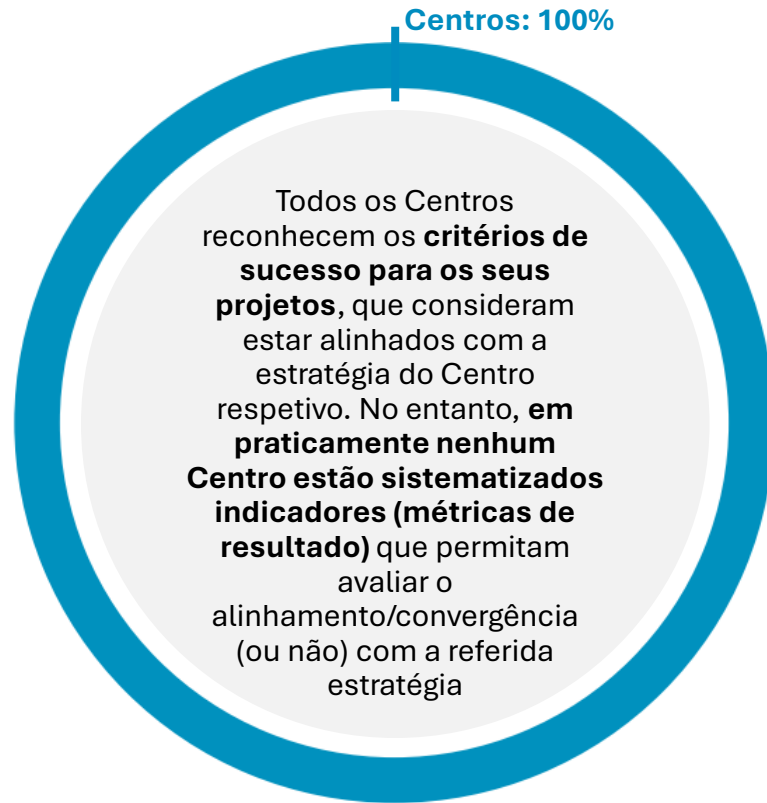 Centros: 100%
Todos os Centros
reconhecem os critérios de
sucesso para os seus
projetos, que consideram
estar alinhados com a
estratégia do Centro
respetivo. No entanto, em
praticamente nenhum
Centro estão sistematizados
indicadores (métricas de
resultado) que permitam
avaliar o
alinhamento/convergência
(ou não) com a referida
estratégia